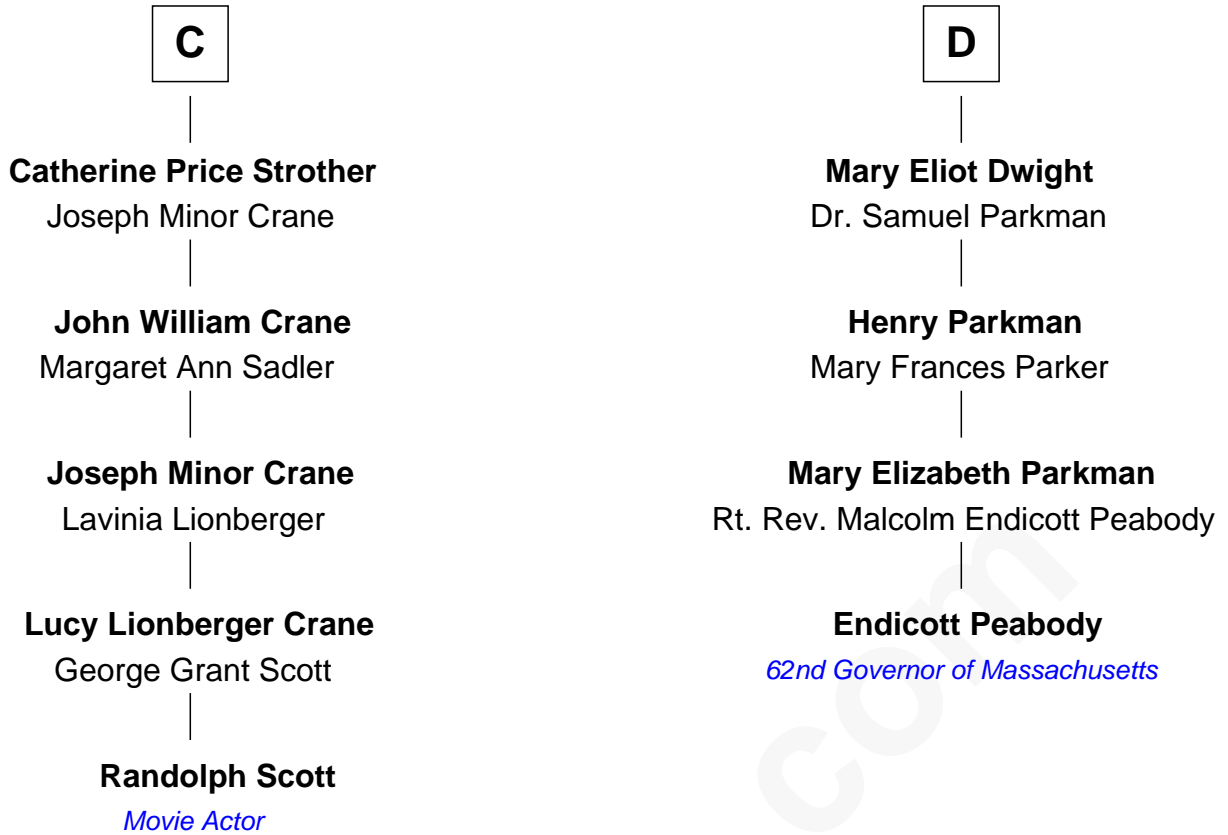 C
Catherine Price Strother
Joseph Minor Crane
John William Crane
Margaret Ann Sadler
Joseph Minor Crane
Lavinia Lionberger
Lucy Lionberger Crane
George Grant Scott
Randolph Scott
Movie Actor
D
Mary Eliot Dwight
Dr. Samuel Parkman
Henry Parkman
Mary Frances Parker
Mary Elizabeth Parkman
Rt. Rev. Malcolm Endicott Peabody
Endicott Peabody
62nd Governor of Massachusetts
com